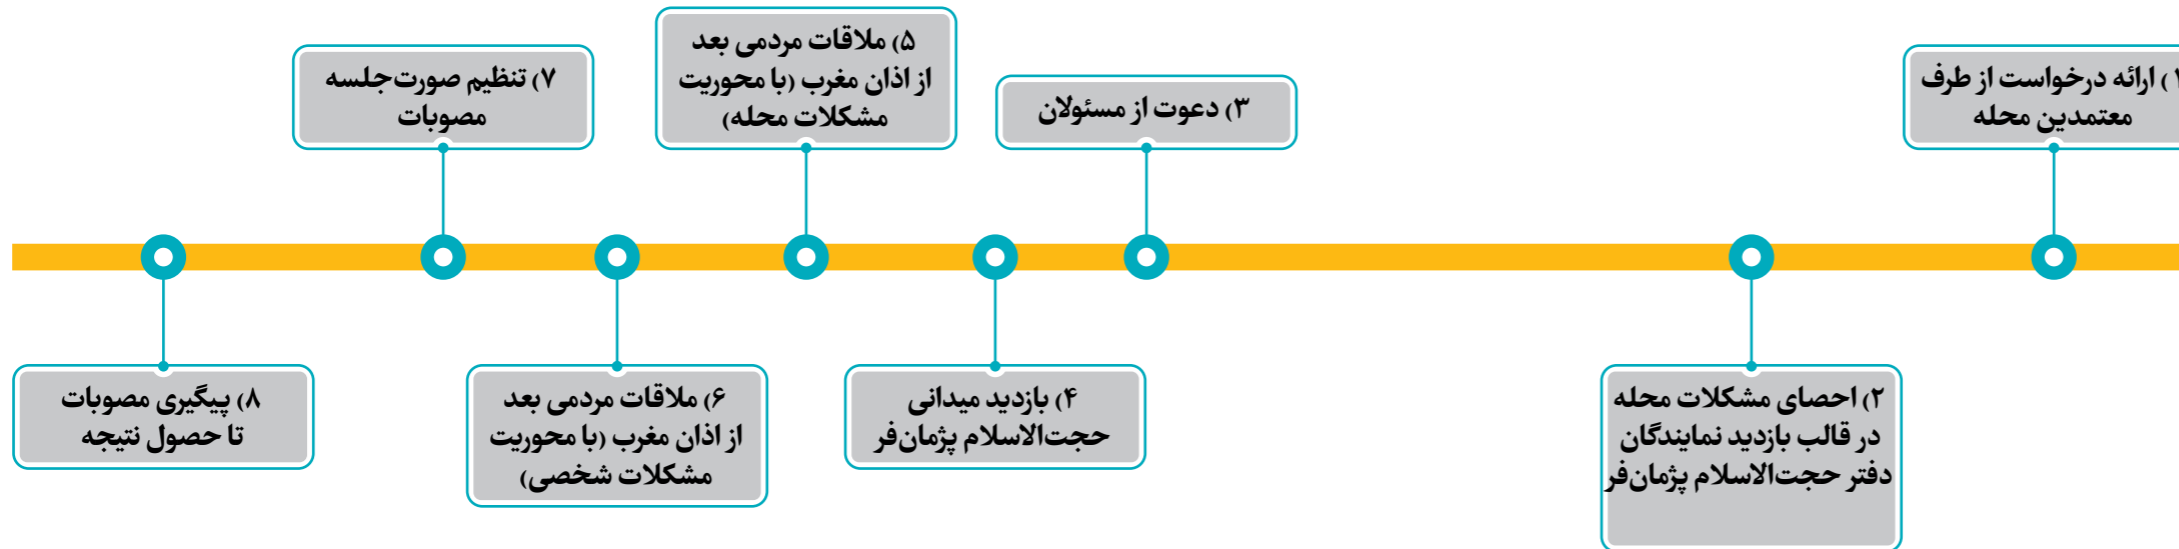 ۱) ارائه درخواست از طرف
معتمدین محله
۲) احصای مشکلات محله
در قالب بازدید نمایندگان
دفتر حجت‌الاسلام پژمان‌فر
۳) دعوت از مسئولان
۴) بازدید میدانی
حجت‌الاسلام پژمان‌فر
۵) ملاقات مردمی بعد
از اذان مغرب (با محوریت
مشکلات محله)
۶) ملاقات مردمی بعد
از اذان مغرب (با محوریت
مشکلات شخصی)
۷) تنظیم صورت‌جلسه
مصوبات
۸) پیگیری مصوبات
تا حصول نتیجه